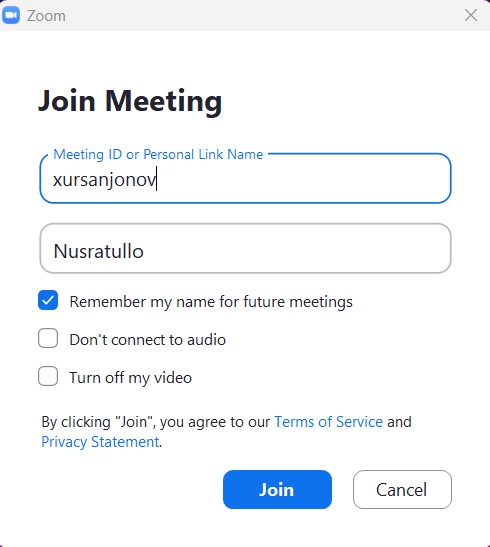 Zoom
Join Meeting
Meeting ID or Personal Link Name
xursanjonov
Nusratullo
Remember my name for future meetings
Don't connect to audio
Turn off my video
By clicking "Join", you agree to our Terms of Service and
Privacy Statement.
Join Cancel